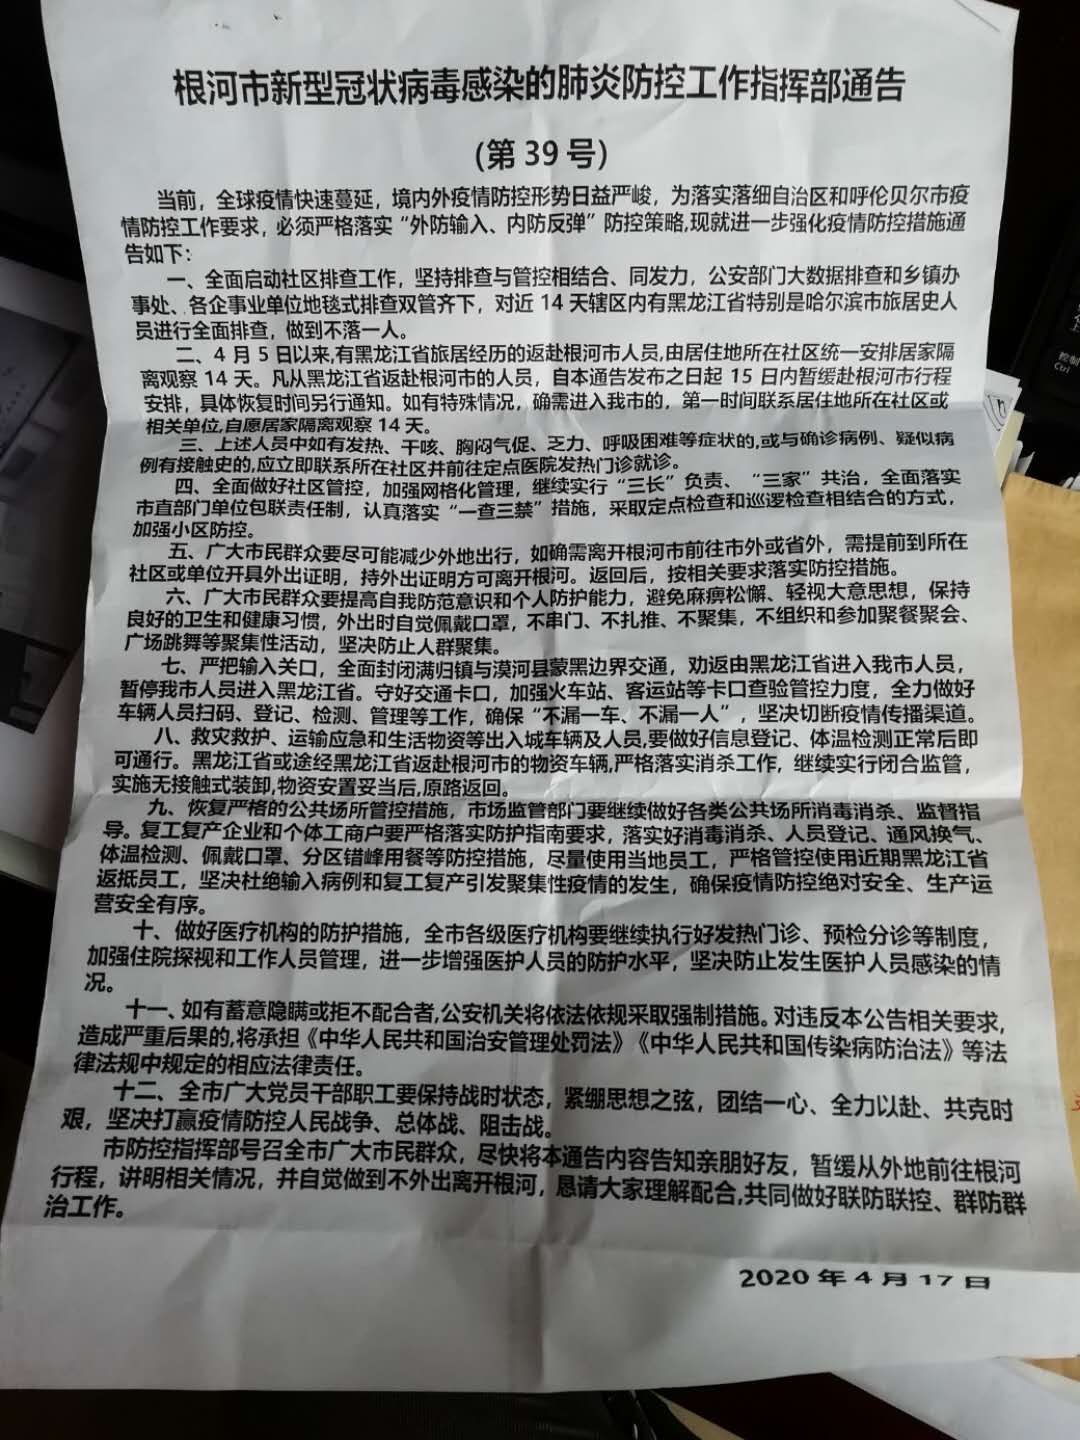 根河市新型冠状病毒感染的肺炎防控工作指挥部通告
(第 39 号)
当前，全球疫情快速蔓延，境内外疫情防控形势日益严峻，为落实落细自治区和呼伦贝尔市疫
情防控工作要求，必须严格落实“外防输入、内防反弹”防控策略,现就进一步强化疫情防控措施通
告如下：
一、全面启动社区排查工作，坚持排查与管控相结合、同发力，公安部门大数据排查和乡镇办
事处、各企事业单位地毯式排查双管齐下，对近 14 天辖区内有黑龙江省特别是哈尔滨市旅居史人
员进行全面排查，做到不落一人。
二、4 月 5 日以来,有黑龙江省旅居经历的返赴根河市人员,由居住地所在社区统一安排居家隔
离观察 14 天。凡从黑龙江省返赴根河市的人员，自本通告发布之日起 15 日内暂缓赴根河市行程
安排，具体恢复时间另行通知。如有特殊情况，确需进入我市的，第一时间联系居住地所在社区或
相关单位,自愿居家隔离观察 14 天。
三、上述人员中如有发热、干咳、胸闷气促、乏力、呼吸困难等症状的,或与确诊病例、疑似病
例有接触史的,应立即联系所在社区并前往定点医院发热门诊就诊。
四、全面做好社区管控，加强网格化管理，继续实行“三长”负责、“三家”共治，全面落实
市直部门单位包联责任制，认真落实“一查三禁”措施，采取定点检查和巡逻检查相结合的方式，
加强小区防控。
五、广大市民群众要尽可能减少外地出行，如确需离开根河市前往市外或省外，需提前到所在
社区或单位开具外出证明，持外出证明方可离开根河。返回后，按相关要求落实防控措施。
六、广大市民群众要提高自我防范意识和个人防护能力，避免麻痹松懈、轻视大意思想，保持
良好的卫生和健康习惯，外出时自觉佩戴口罩，不串门、不扎推、不聚集，不组织和参加聚餐聚会、
广场跳舞等聚集性活动，坚决防止人群聚集。
七、严把输入关口，全面封闭满归镇与漠河县蒙黑边界交通，劝返由黑龙江省进入我市人员，
暂停我市人员进入黑龙江省。守好交通卡口，加强火车站、客运站等卡口查验管控力度，全力做好
车辆人员扫码、登记、检测、管理等工作，确保“不漏一车、不漏一人”，坚决切断疫情传播渠道。
八、救灾救护、运输应急和生活物资等出入城车辆及人员,要做好信息登记、体温检测正常后即
可通行。黑龙江省或途经黑龙江省返赴根河市的物资车辆,严格落实消杀工作，继续实行闭合监管，
实施无接触式装卸,物资安置妥当后,原路返回。
九、恢复严格的公共场所管控措施，市场监管部门要继续做好各类公共场所消毒消杀、监督指
导。复工复产企业和个体工商户要严格落实防护指南要求，落实好消毒消杀、人员登记、通风换气、
体温检测、佩戴口罩、分区错峰用餐等防控措施，尽量使用当地员工，严格管控使用近期黑龙江省
返抵员工，坚决杜绝输入病例和复工复产引发聚集性疫情的发生，确保疫情防控绝对安全、生产运
营安全有序。
十、做好医疗机构的防护措施，全市各级医疗机构要继续执行好发热门诊、预检分诊等制度，
加强住院探视和工作人员管理，进一步增强医护人员的防护水平，坚决防止发生医护人员感染的情
况。
十一、如有蓄意隐瞒或拒不配合者,公安机关将依法依规采取强制措施。对违反本公告相关要求，
造成严重后果的,将承担《中华人民共和国治安管理处罚法》《中华人民共和国传染病防治法》等法
律法规中规定的相应法律责任。
十二、全市广大党员干部职工要保持战时状态，紧绷思想之弦，团结一心、全力以赴、共克时
艰，坚决打赢疫情防控人民战争、总体战、阻击战。
市防控指挥部号召全市广大市民群众，尽快将本通告内容告知亲朋好友，暂缓从外地前往根河
行程，讲明相关情况，并自觉做到不外出离开根河，恳请大家理解配合,共同做好联防联控、群防群
治工作。
2020 年 4 月 17 日
控制
Ctrl